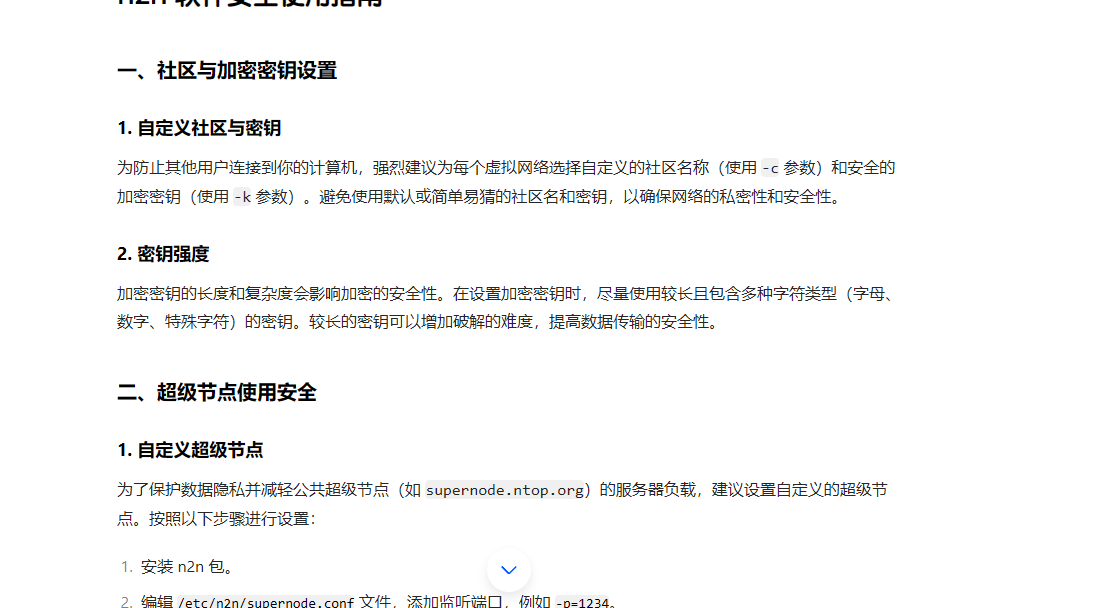 n2n 软件安全使用指南
一、社区与加密密钥设置
1. 自定义社区与密钥
为防止其他用户连接到你的计算机，强烈建议为每个虚拟网络选择自定义的社区名称（使用 -c 参数）和安全的
加密密钥（使用 -k 参数）。避免使用默认或简单易猜的社区名和密钥，以确保网络的私密性和安全性。
2. 密钥强度
加密密钥的长度和复杂度会影响加密的安全性。在设置加密密钥时，尽量使用较长且包含多种字符类型（字母、
数字、特殊字符）的密钥。较长的密钥可以增加破解的难度，提高数据传输的安全性。
二、超级节点使用安全
1. 自定义超级节点
为了保护数据隐私并减轻公共超级节点（如 supernode.ntop.org）的服务器负载，建议设置自定义的超级节
点。按照以下步骤进行设置：
1. 安装 n2n 包。
2. 编辑 /etc/n2n/supernode.conf 文件，添加监听端口，例如 -p=1234。